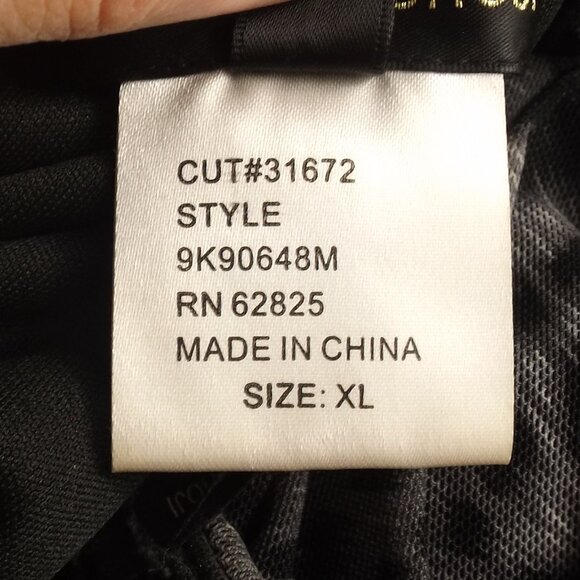 CUT#31672
STYLE
9K90648M
RN 62825
MADE IN CHINA
SIZE: XL